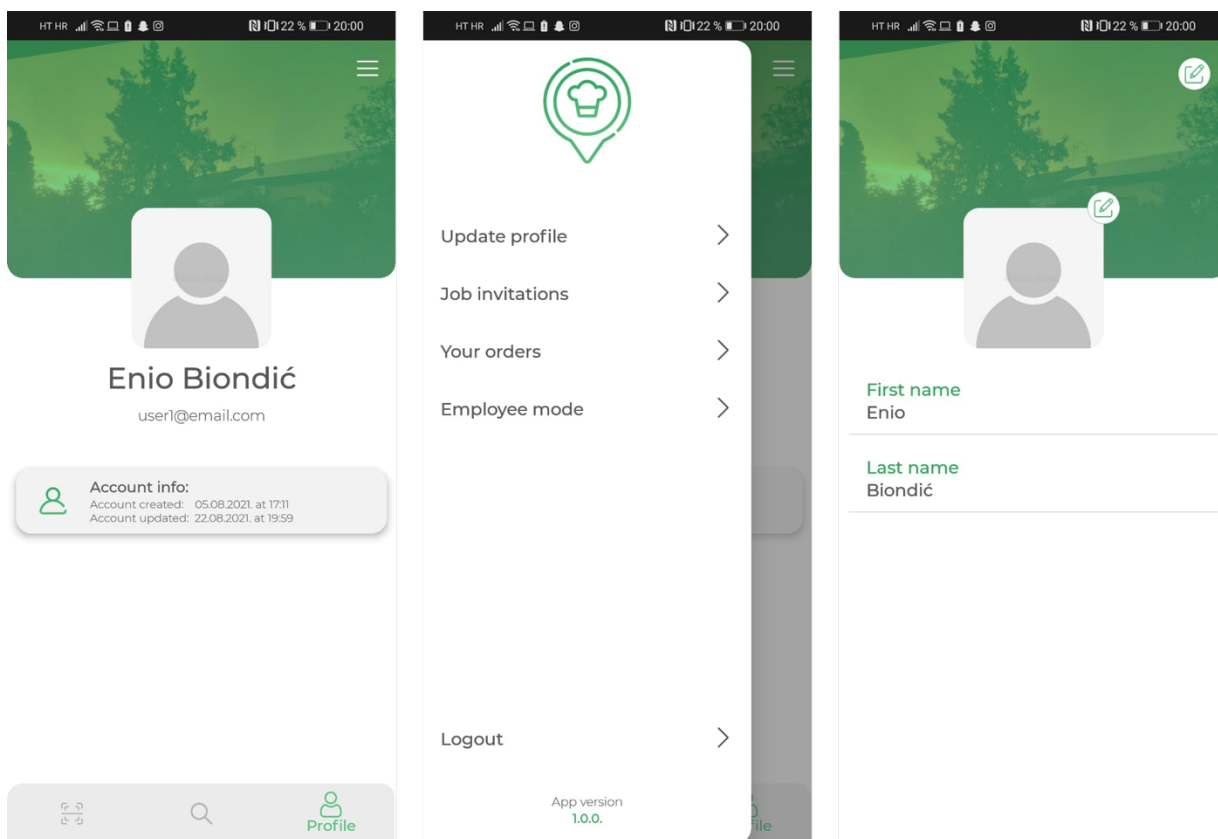 HT HR 22 % 20:00
Enio Biondić
user1@email.com
Account info:
Account created: 05.08.2021. at 17:11
Account updated: 22.08.2021. at 19:59
Profile
HT HR 22 % 20:00
Update profile
Job invitations
Your orders
Employee mode
Logout
App version
1.0.0.
file
HT HR 22 % 20:00
First name
Enio
Last name
Biondić